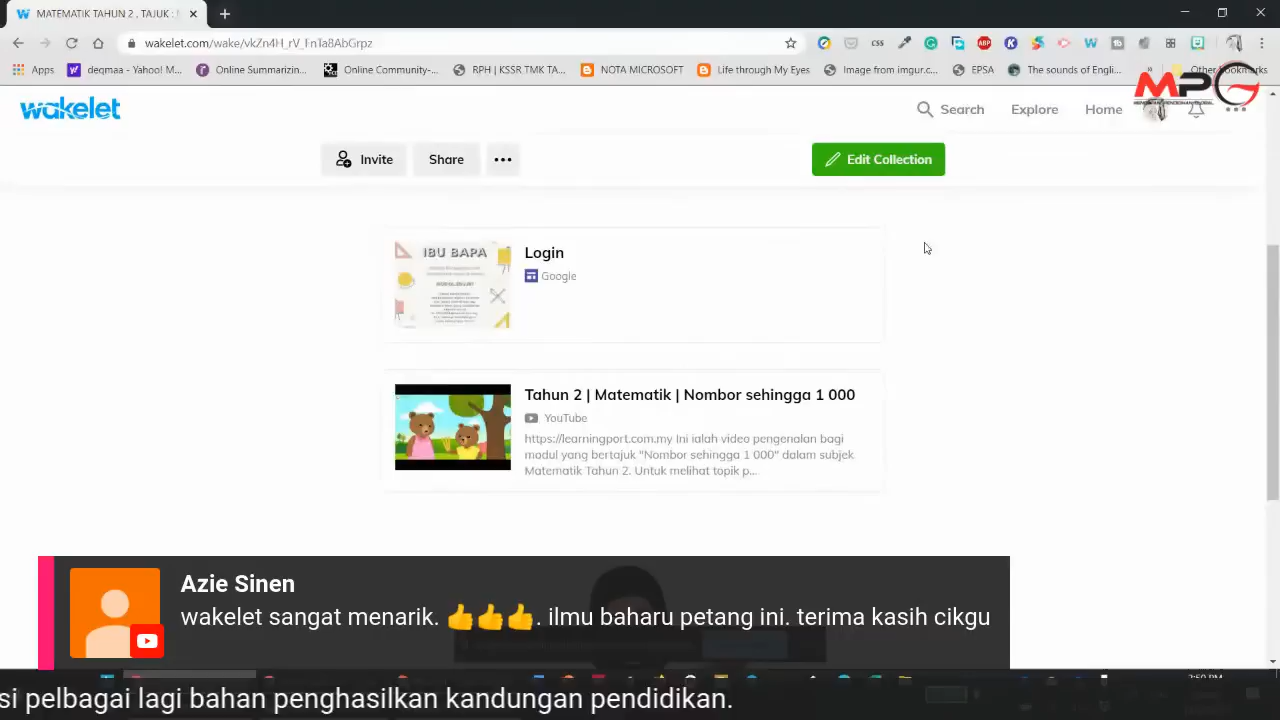 MATEMATIK TAHUN 2 , TAJUK :
wakelet.com/wake/vkZn4H_rV_FnTa8AbGrpz
Apps deqmaa - Yahoo! M... Online Summarizin... Online Community-... RPH | KSSR TMK TA... NOTA MICROSOFT Life through My Eyes Image from imgur.c... EPSA The sounds of Engli... » Other Bookmarks
MPG
wakelet Search Explore Home
Invite Share Edit Collection
IBU BAPA
Login
Google
Tahun 2 | Matematik | Nombor sehingga 1 000
YouTube
https://learningport.com.my Ini ialah video pengenalan bagi
modul yang bertajuk "Nombor sehingga 1 000" dalam subjek
Matematik Tahun 2. Untuk melihat topik p...
Azie Sinen
wakelet sangat menarik. 👍👍👍. ilmu baharu petang ini. terima kasih cikgu
si pelbagai lagi bahan penghasilkan kandungan pendidikan.